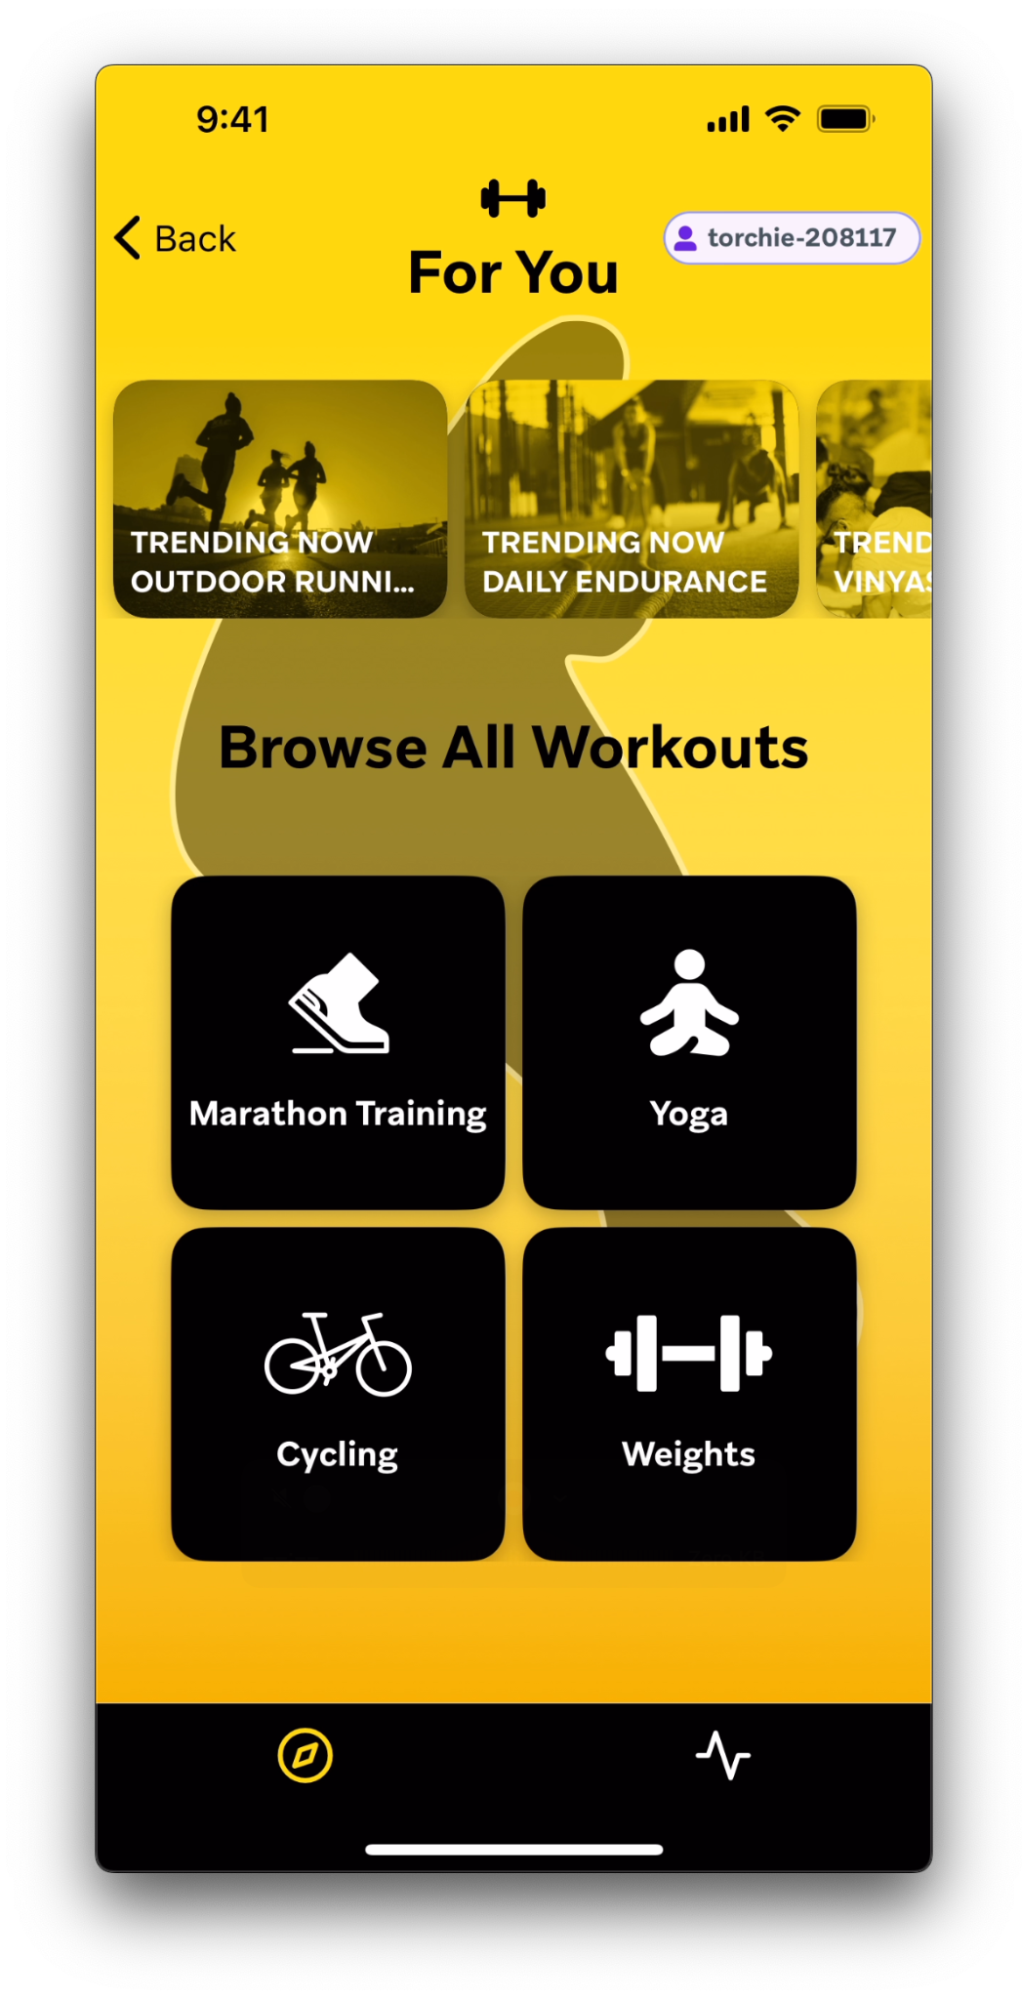 9:41
Back
For You
torchie-208117
TRENDING NOW
OUTDOOR RUNNI...
TRENDING NOW
DAILY ENDURANCE
TREND
VINYAS
Browse All Workouts
Marathon Training
Yoga
Cycling
Weights